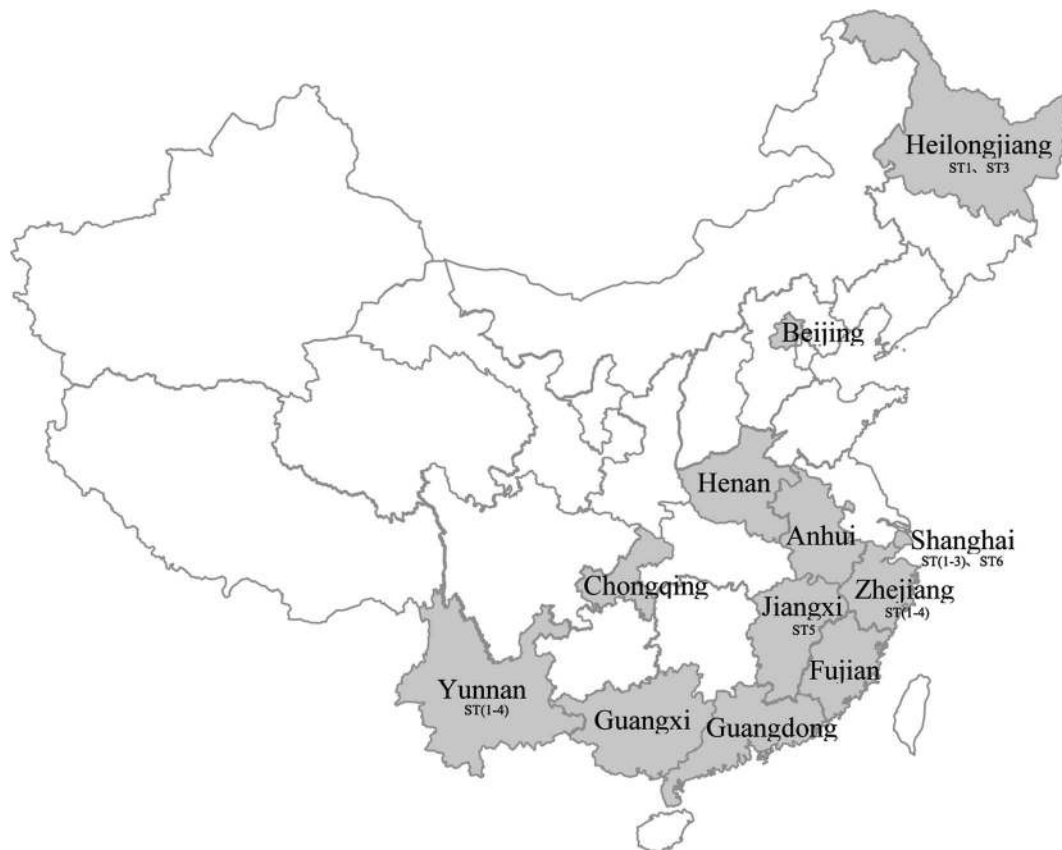 Heilongjiang
ST1、ST3
Beijing
Henan
Anhui
Shanghai
ST(1-3)、ST6
Chongqing
Jiangxi
ST5
Zhejiang
ST(1-4)
Fujian
Yunnan
ST(1-4)
Guangxi
Guangdong